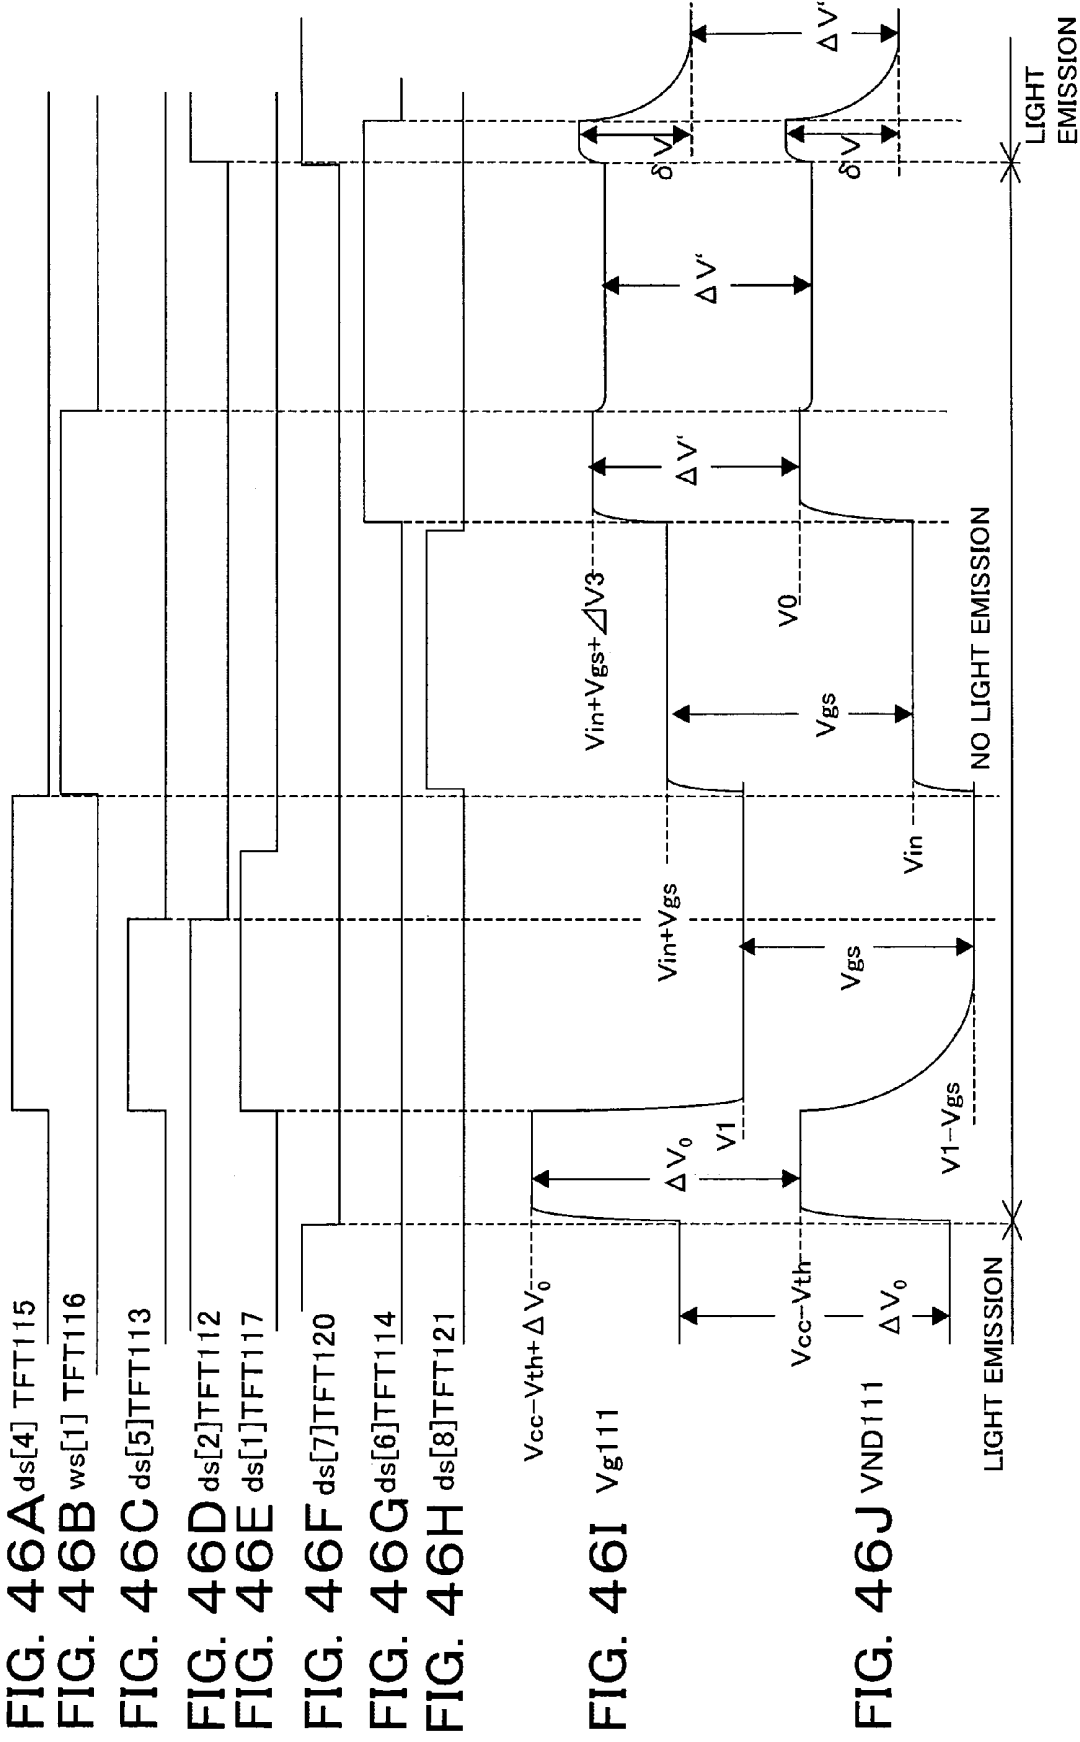 FIG. 46A ds[4] TFT115
FIG. 46B ws[1] TFT116
FIG. 46C ds[5]TFT113
FIG. 46D ds[2]TFT112
FIG. 46E ds[1]TFT117
FIG. 46F ds[7]TFT120
FIG. 46G ds[6]TFT114
FIG. 46H ds[8]TFT121
FIG. 46I Vg111
Vcc-Vth+ΔV₀
ΔV₀
V1
Vin+Vgs
Vin+Vgs+ΔV3
ΔV‘
ΔV‘
δV
ΔV‘
FIG. 46J VND111
Vcc-Vth
ΔV₀
V1-Vgs
Vgs
Vin
Vgs
V0
δV
LIGHT EMISSION
NO LIGHT EMISSION
LIGHT
EMISSION